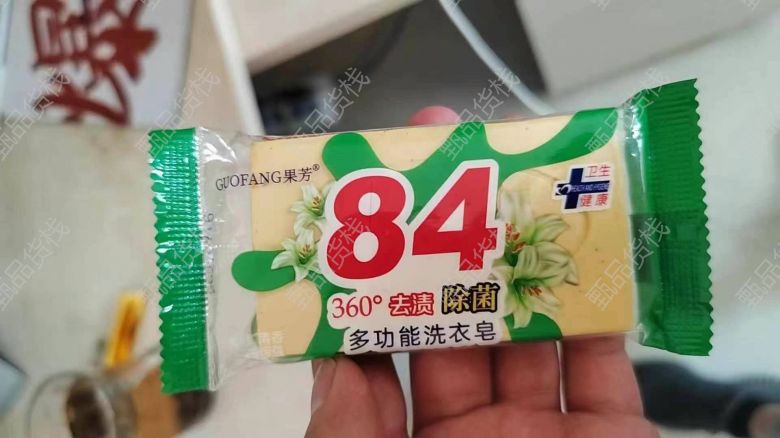 GUOFANG果芳®
84
卫生
HEALTH AND HYGIENE
健康
360° 去渍 除菌
多功能洗衣皂
甄品货栈